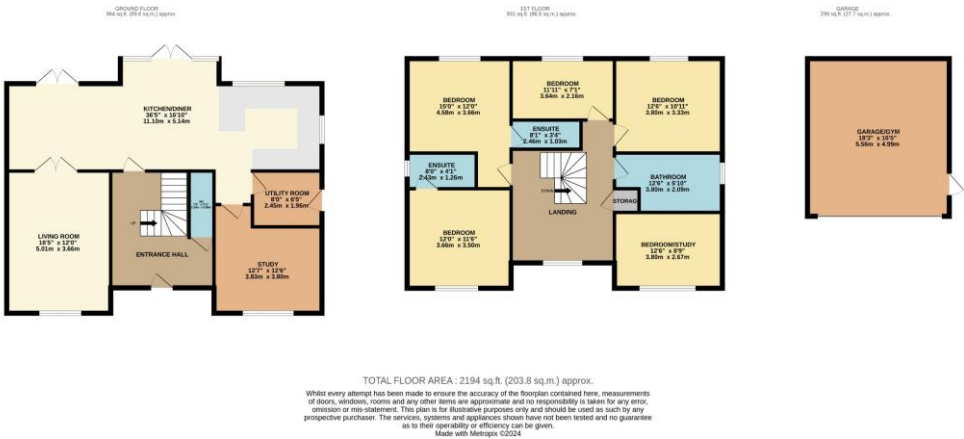 GROUND FLOOR
964 sq.ft. (89.6 sq.m.) approx.
KITCHEN/DINER
36'5" x 16'10"
11.10m x 5.14m
UTILITY ROOM
8'0" x 6'5"
2.45m x 1.96m
LIVING ROOM
16'5" x 12'0"
5.01m x 3.66m
UP
ENTRANCE HALL
STUDY
12'7" x 12'6"
3.83m x 3.80m
1ST FLOOR
931 sq.ft. (86.5 sq.m.) approx.
BEDROOM
15'0" x 12'0"
4.58m x 3.66m
BEDROOM
11'11" x 7'1"
3.64m x 2.16m
BEDROOM
12'6" x 10'11"
3.80m x 3.33m
ENSUITE
8'1" x 3'4"
2.46m x 1.03m
ENSUITE
8'0" x 4'1"
2.43m x 1.26m
BATHROOM
12'6" x 6'10"
3.80m x 2.09m
DOWN
STORAG
LANDING
BEDROOM
12'0" x 11'6"
3.66m x 3.50m
BEDROOM/STUDY
12'6" x 8'9"
3.80m x 2.67m
GARAGE
299 sq.ft. (27.7 sq.m.) approx.
GARAGE/GYM
18'3" x 16'5"
5.56m x 4.99m
TOTAL FLOOR AREA : 2194 sq.ft. (203.8 sq.m.) approx.
Whilst every attempt has been made to ensure the accuracy of the floorplan contained here, measurements
of doors, windows, rooms and any other items are approximate and no responsibility is taken for any error,
omission or mis-statement. This plan is for illustrative purposes only and should be used as such by any
prospective purchaser. The services, systems and appliances shown have not been tested and no guarantee
as to their operability or efficiency can be given.
Made with Metropix ©2024